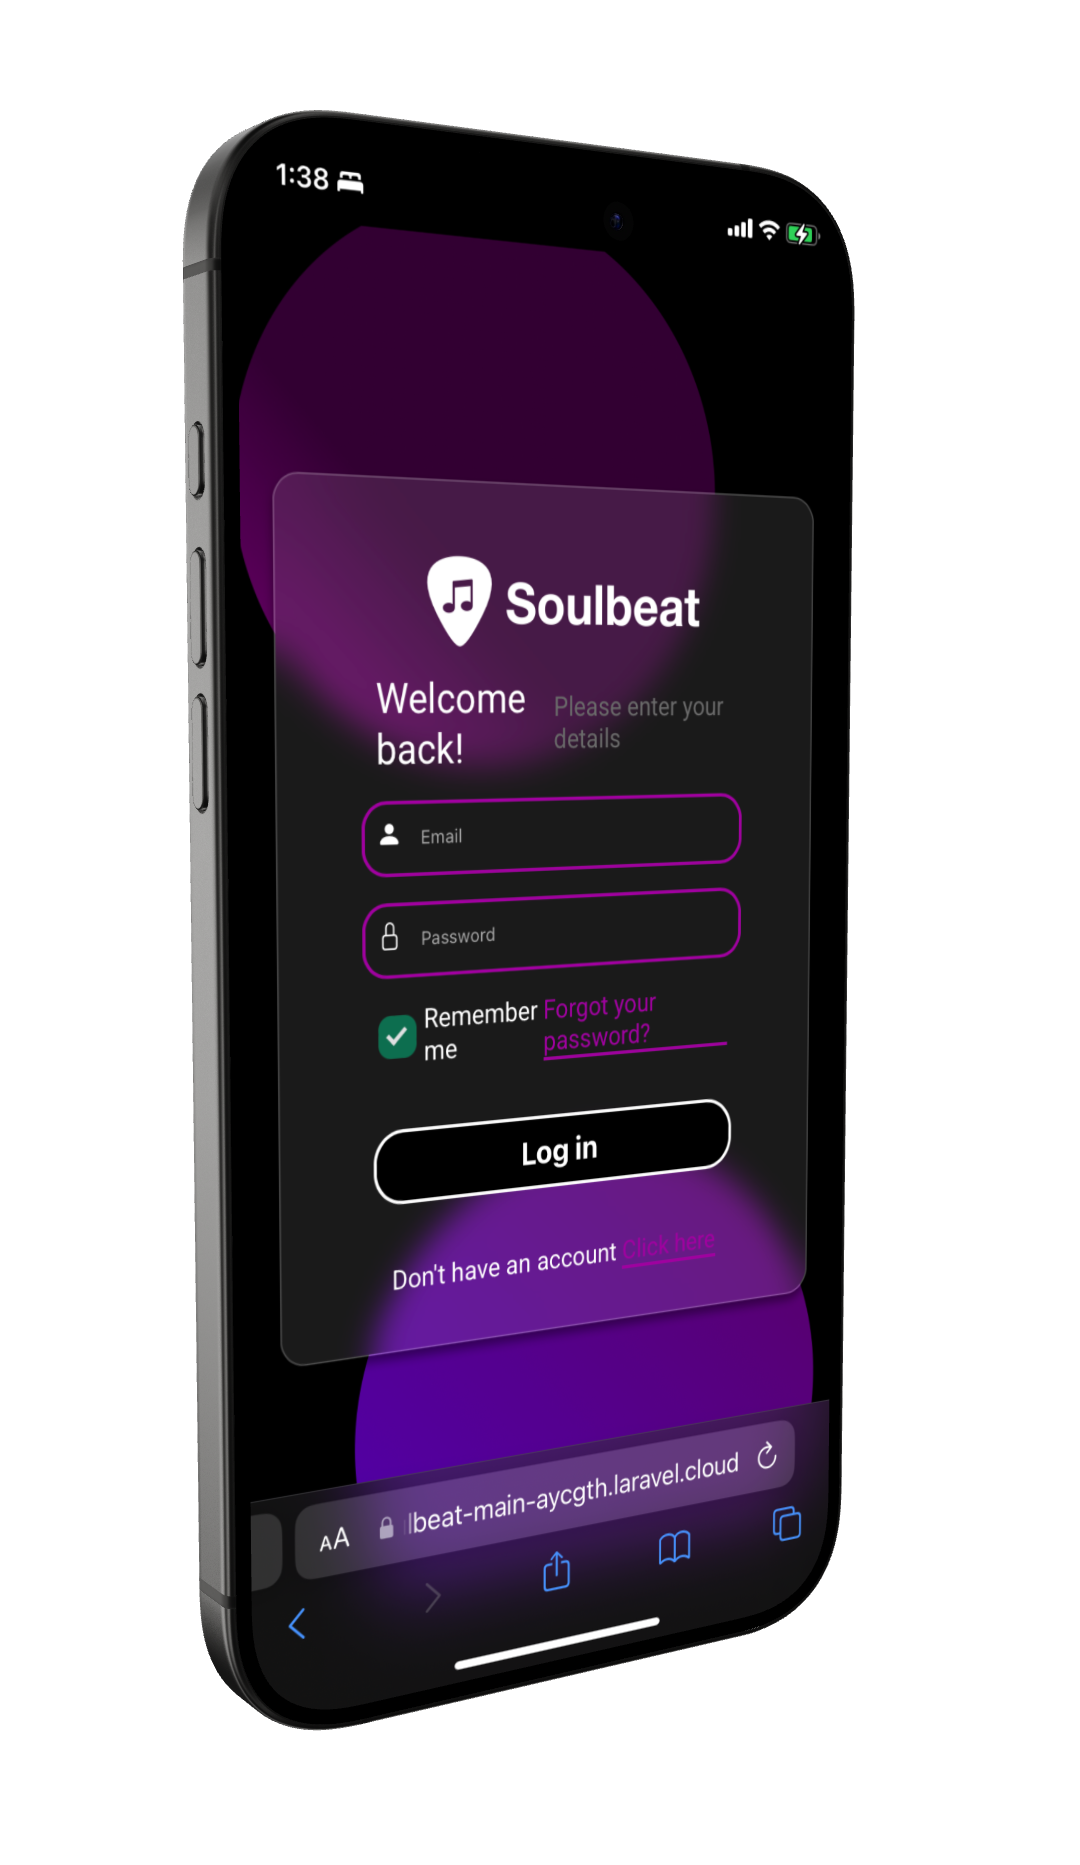 1:38
Soulbeat
Welcome
back!
Please enter your
details
Email
Password
Remember
me
Forgot your
password?
Log in
Don't have an account Click here
AA lbeat-main-aycgth.laravel.cloud